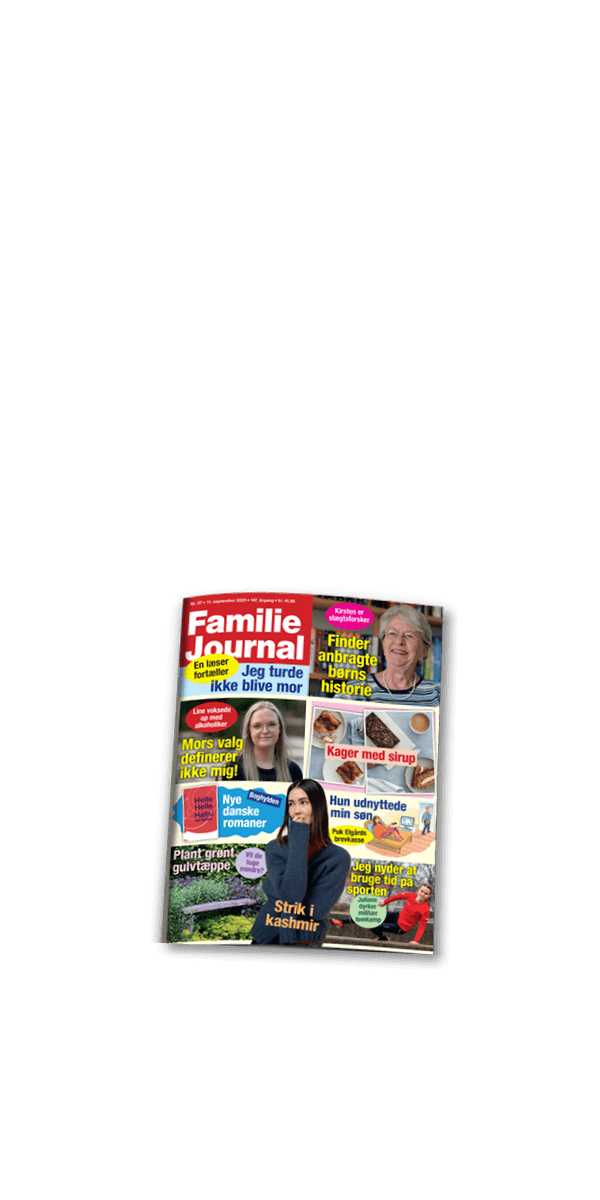 Nr. 37 • 11. september 2023 • 147. årgang • kr. 41,95
Familie
Journal
En læser
fortæller
Jeg turde
ikke blive mor
Kirsten er
slægtsforsker
Finder
anbragte
børns
historie
Line voksede
op med
alkoholiker
Mors valg
definerer
ikke mig!
Kager med sirup
Helle
Helle
Hafni
Boghylden
Nye
danske
romaner
Hun udnyttede
min søn
Puk Elgårds
brevkasse
Plant grønt
gulvtæppe
Vil du
luge
mindre?
Strik i
kashmir
Jeg nyder at
bruge tid på
sporten
Juliane
dyrker
militær
femkamp